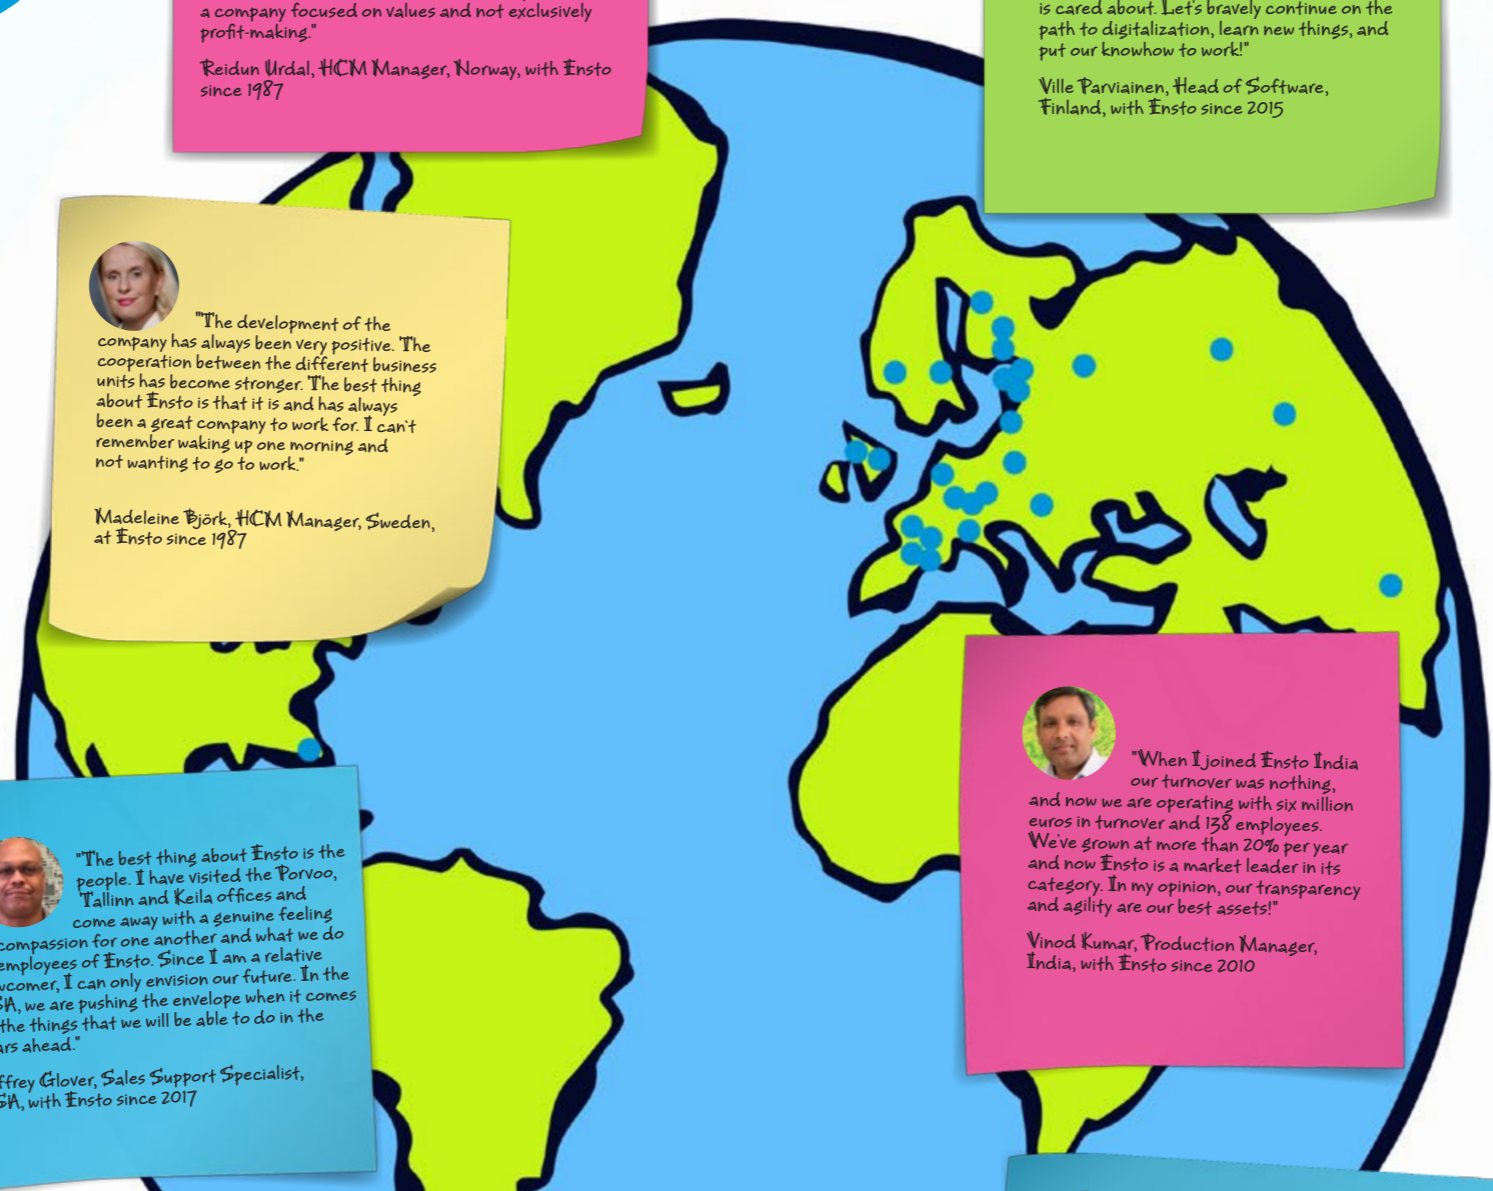 a company focused on values and not exclusively
profit-making."
Reidun Urdal, HCM Manager, Norway, with Ensto
since 1987
is cared about. Let's bravely continue on the
path to digitalization, learn new things, and
put our knowhow to work!"
Ville Parviainen, Head of Software,
Finland, with Ensto since 2015
"The development of the
company has always been very positive. The
cooperation between the different business
units has become stronger. The best thing
about Ensto is that it is and has always
been a great company to work for. I can't
remember waking up one morning and
not wanting to go to work."
Madeleine Björk, HCM Manager, Sweden,
at Ensto since 1987
"When I joined Ensto India
our turnover was nothing,
and now we are operating with six million
euros in turnover and 138 employees.
We've grown at more than 20% per year
and now Ensto is a market leader in its
category. In my opinion, our transparency
and agility are our best assets!"
Vinod Kumar, Production Manager,
India, with Ensto since 2010
"The best thing about Ensto is the
people. I have visited the Porvoo,
Tallinn and Keila offices and
come away with a genuine feeling
compassion for one another and what we do
employees of Ensto. Since I am a relative
wcomer, I can only envision our future. In the
SA, we are pushing the envelope when it comes
the things that we will be able to do in the
ars ahead."
ffrey Glover, Sales Support Specialist,
SA, with Ensto since 2017